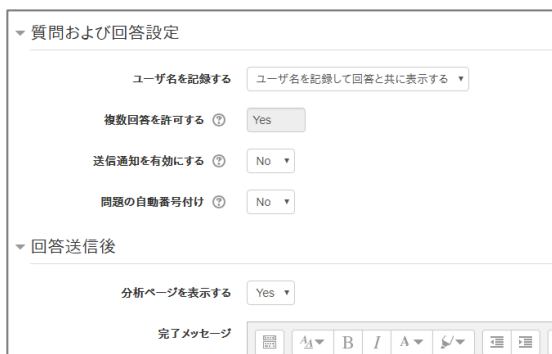 質問および回答設定
ユーザ名を記録する ユーザ名を記録して回答と共に表示する
複数回答を許可する Yes
送信通知を有効にする No
問題の自動番号付け No
回答送信後
分析ページを表示する Yes
完了メッセージ B I A